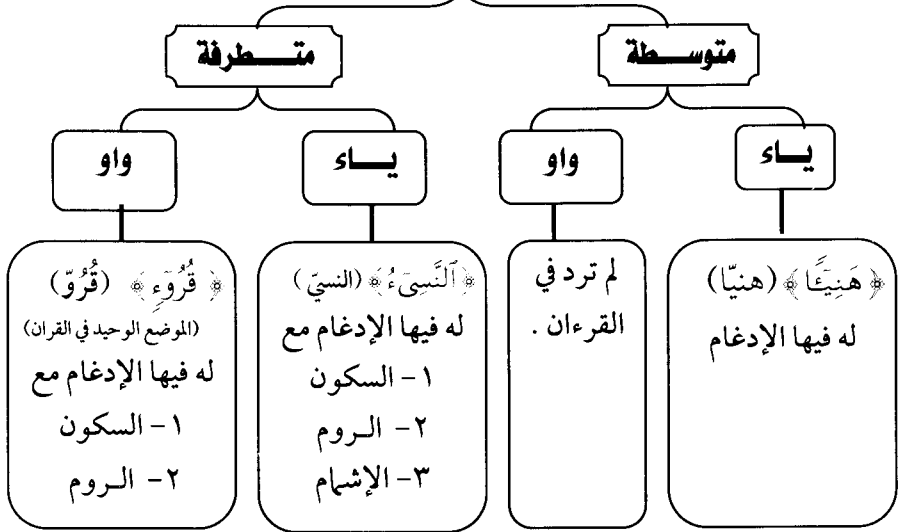 متوسطة
متطرفة
ياء
واو
ياء
واو
﴿ هَنِيٓـًٔا ﴾ (هنيّا)
له فيها الإدغام
لم ترد في
القرءان .
﴿ ٱلنَّسِىٓءُ ﴾ (النسيّ)
له فيها الإدغام مع
١- السكون
٢- الروم
٣- الإشمام
﴿ قُرُوٓءٍ ﴾ (قُرُوّ)
(الموضع الوحيد في القران)
له فيها الإدغام مع
١- السكون
٢- الروم